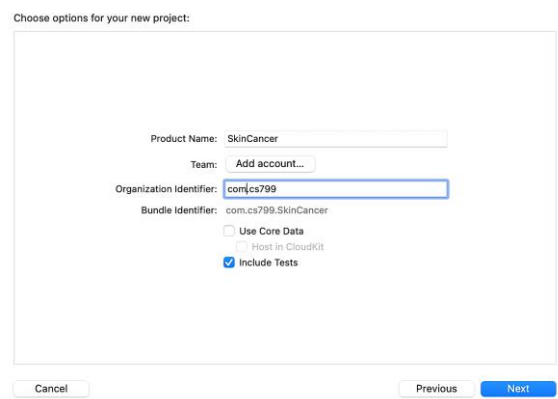 Choose options for your new project:
Product Name: SkinCancer
Team: Add account...
Organization Identifier: com.cs799
Bundle Identifier: com.cs799.SkinCancer
Use Core Data
Host in CloudKit
Include Tests
Cancel Previous Next